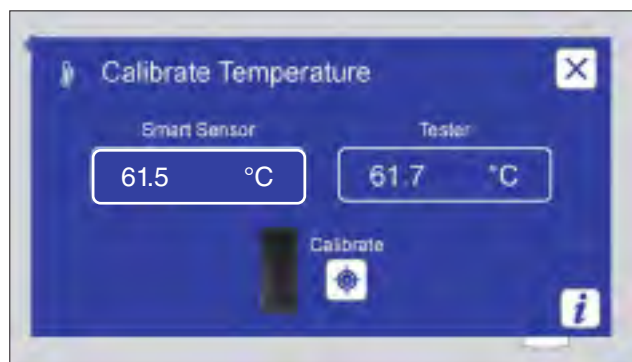 Calibrate Temperature
Smart Sensor Tester
61.5 °C 61.7 °C
Calibrate
i